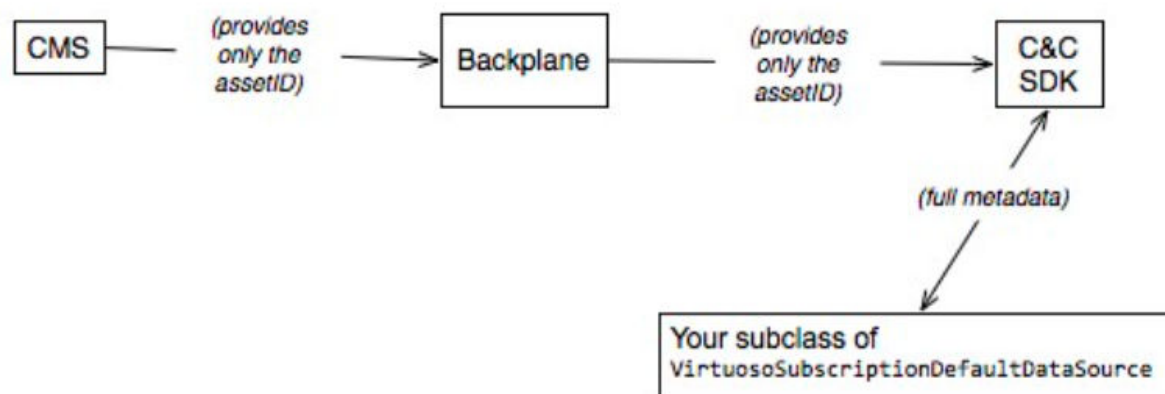 CMS
(provides
only the
assetID)
Backplane
(provides
only the
assetID)
C&C
SDK
(full metadata)
Your subclass of
VirtuosoSubscriptionDefaultDataSource